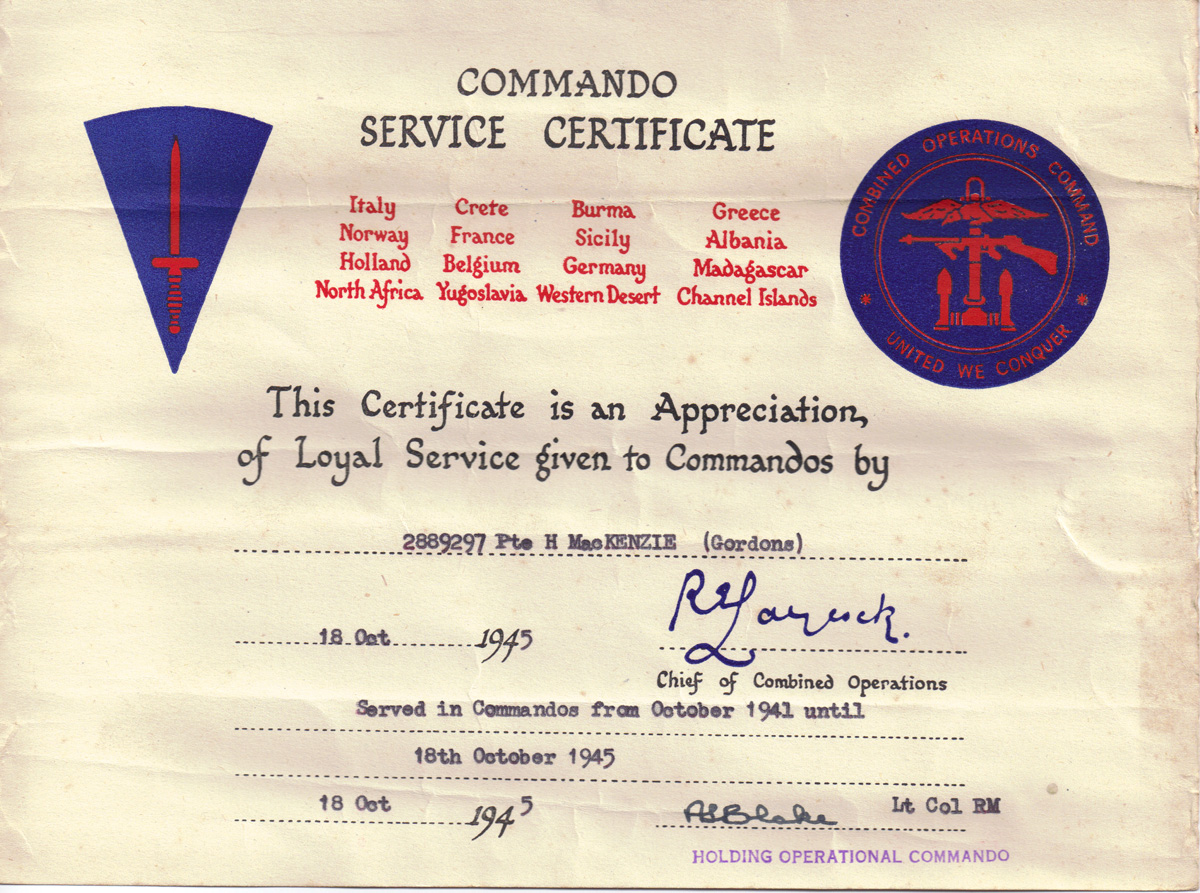 COMMANDO
SERVICE CERTIFICATE
Italy Crete Burma Greece
Norway France Sicily Albania
Holland Belgium Germany Madagascar
North Africa Yugoslavia Western Desert Channel Islands
COMBINED OPERATIONS COMMAND.
UNITED WE CONQUER
This Certificate is an Appreciation,
of Loyal Service given to Commandos by
2889297 Pte H MacKENZIE (Gordons)
18 Oct 1945
R E Laycock.
Chief of Combined Operations
Served in Commandos from October 1941 until
18th October 1945
18 Oct 1945
Blake Lt Col RM
HOLDING OPERATIONAL COMMANDO